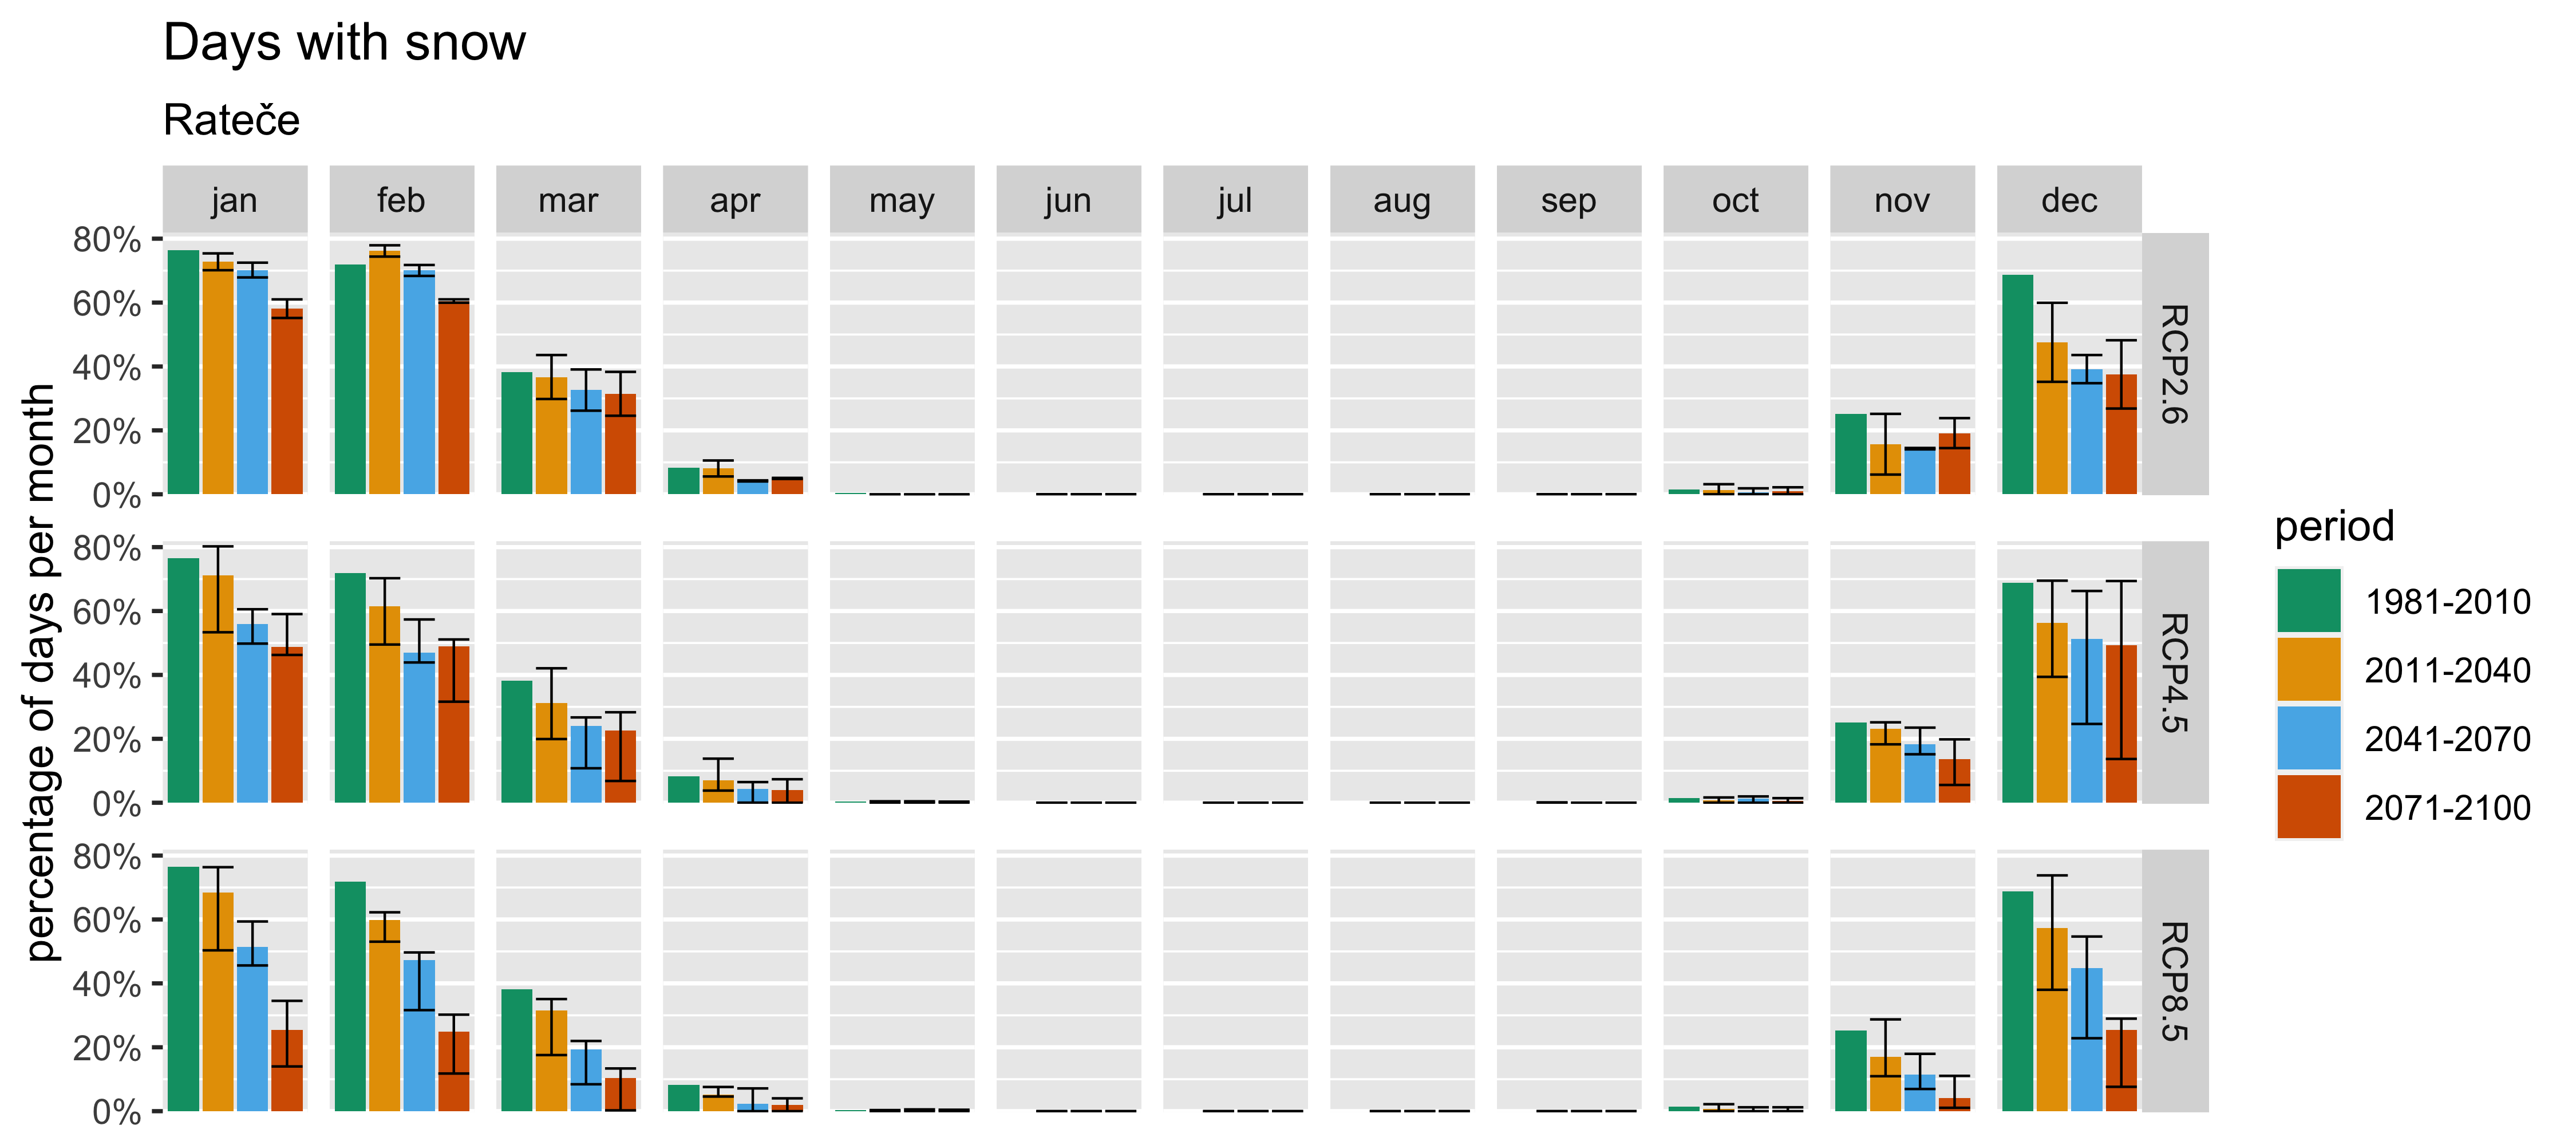 Days with snow
Rateče
jan feb mar apr may jun jul aug sep oct nov dec
percentage of days per month
80%
60%
40%
20%
0%
RCP2.6
80%
60%
40%
20%
0%
RCP4.5
80%
60%
40%
20%
0%
RCP8.5
period
1981-2010
2011-2040
2041-2070
2071-2100